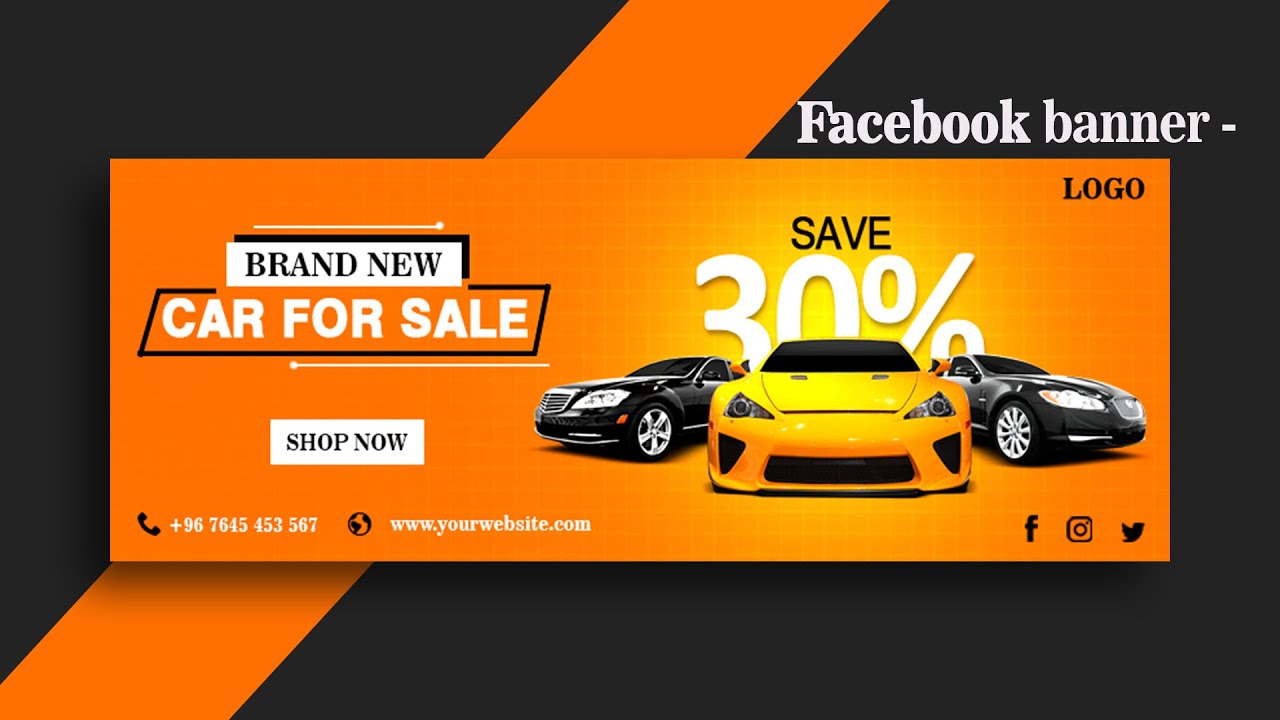 Facebook banner -
LOGO
BRAND NEW
CAR FOR SALE
SAVE
30%
SHOP NOW
+96 7645 453 567
www.yourwebsite.com